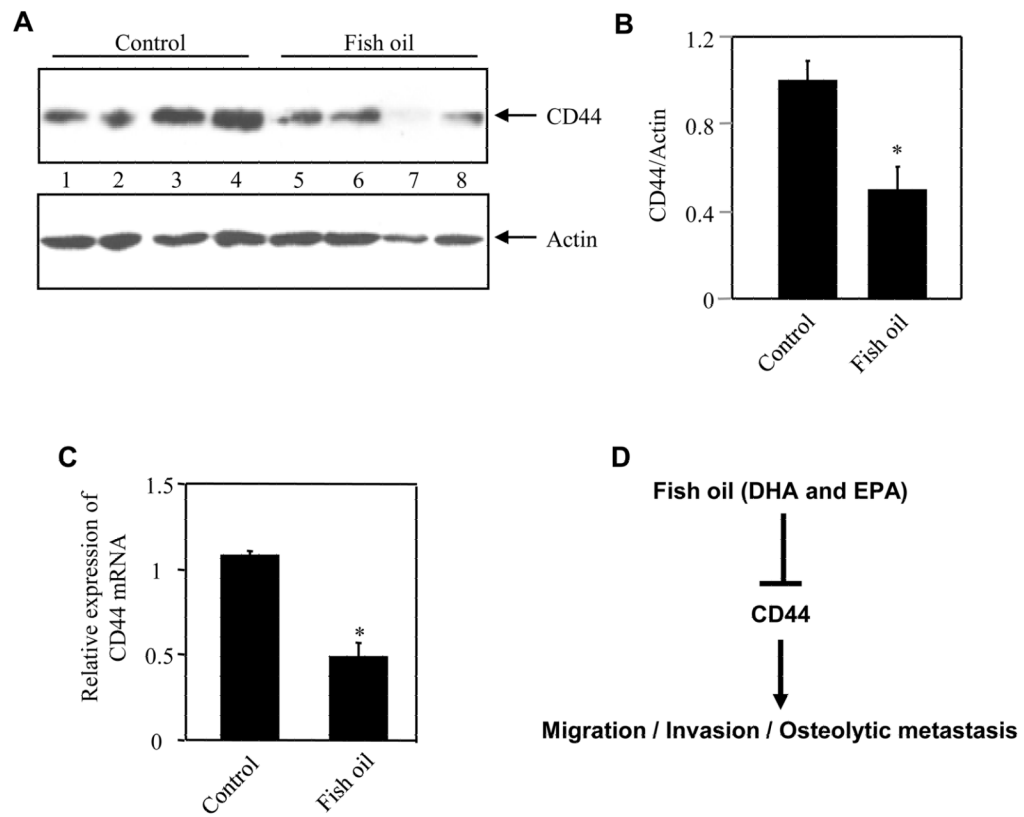 A
Control Fish oil
CD44
1 2 3 4 5 6 7 8
Actin
B
CD44/Actin
1.2
0.8
0.4
0
*
Control
Fish oil
C
Relative expression of
CD44 mRNA
1.5
1
0.5
0
*
Control
Fish oil
D
Fish oil (DHA and EPA)
CD44
Migration / Invasion / Osteolytic metastasis